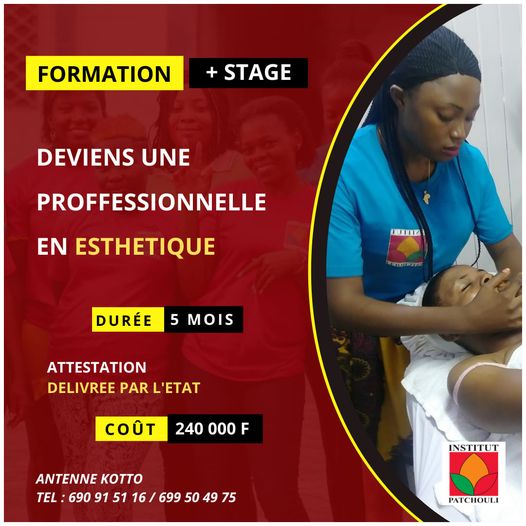 FORMATION + STAGE
DEVIENS UNE
PROFFESSIONNELLE
EN ESTHETIQUE
DURÉE 5 MOIS
ATTESTATION
DELIVREE PAR L'ETAT
COÛT 240 000 F
ANTENNE KOTTO
TEL : 690 91 51 16 / 699 50 49 75
INSTITUT
PATCHOULI